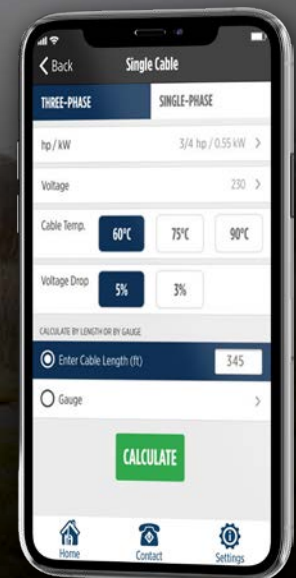 Back Single Cable
THREE-PHASE SINGLE-PHASE
hp / kW 3/4 hp / 0.55 kW
Voltage 230
Cable Temp. 60°C 75°C 90°C
Voltage Drop 5% 3%
CALCULATE BY LENGTH OR BY GAUGE
Enter Cable Length (ft) 345
Gauge
CALCULATE
Home Contact Settings